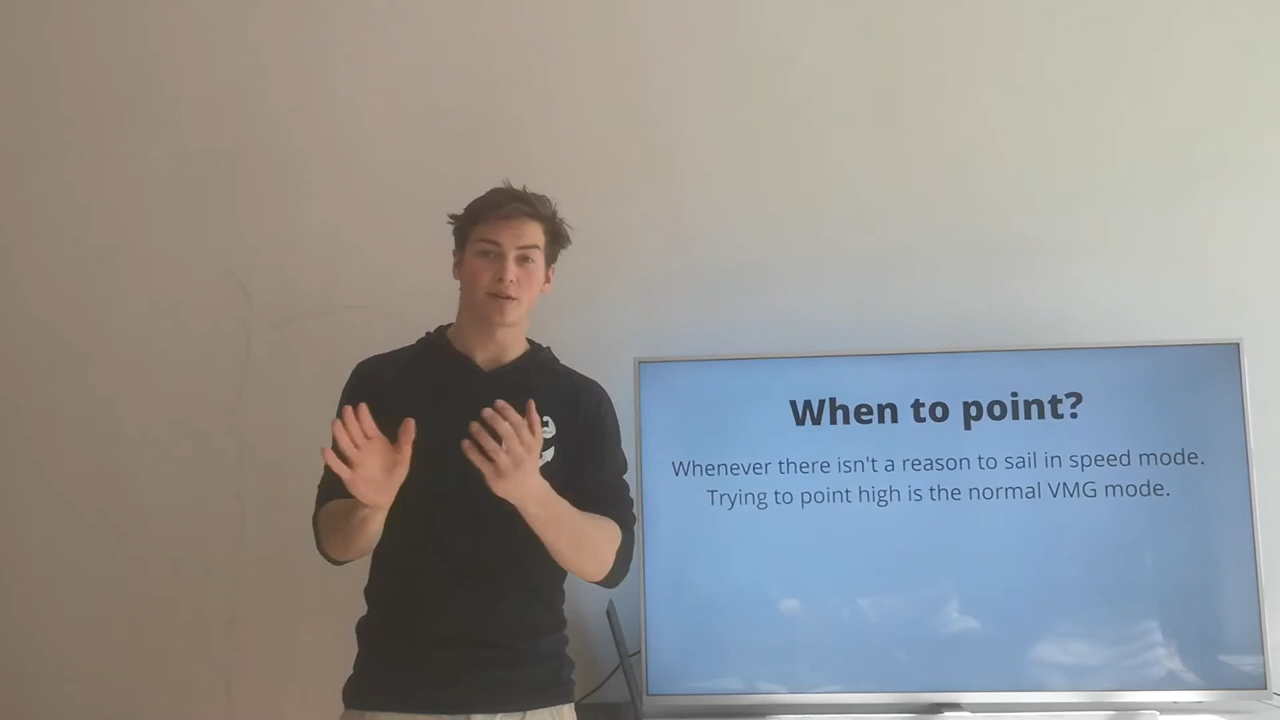 When to point?
Whenever there isn't a reason to sail in speed mode.
Trying to point high is the normal VMG mode.